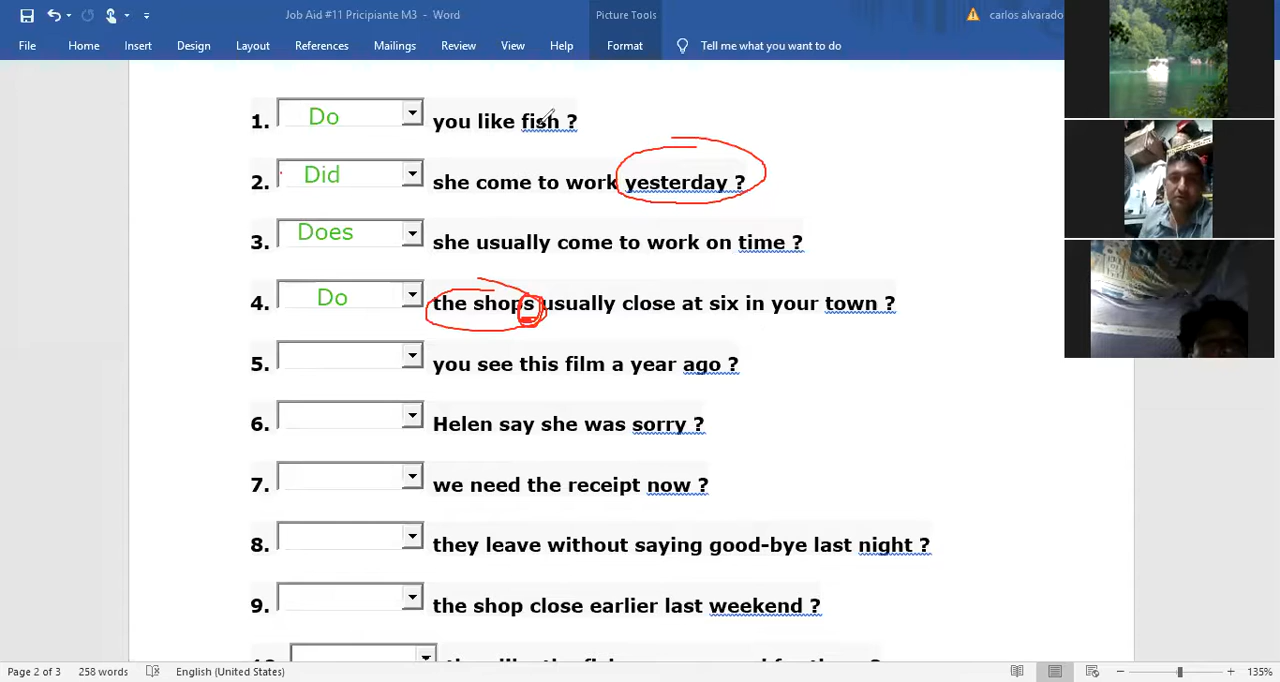 Job Aid #11 Pricipiante M3 - Word
Picture Tools
carlos alvarado
File Home Insert Design Layout References Mailings Review View Help Format Tell me what you want to do
1. Do you like fish ?
2. Did she come to work yesterday ?
3. Does she usually come to work on time ?
4. Do the shops usually close at six in your town ?
5. you see this film a year ago ?
6. Helen say she was sorry ?
7. we need the receipt now ?
8. they leave without saying good-bye last night ?
9. the shop close earlier last weekend ?
Page 2 of 3 258 words English (United States) 135%